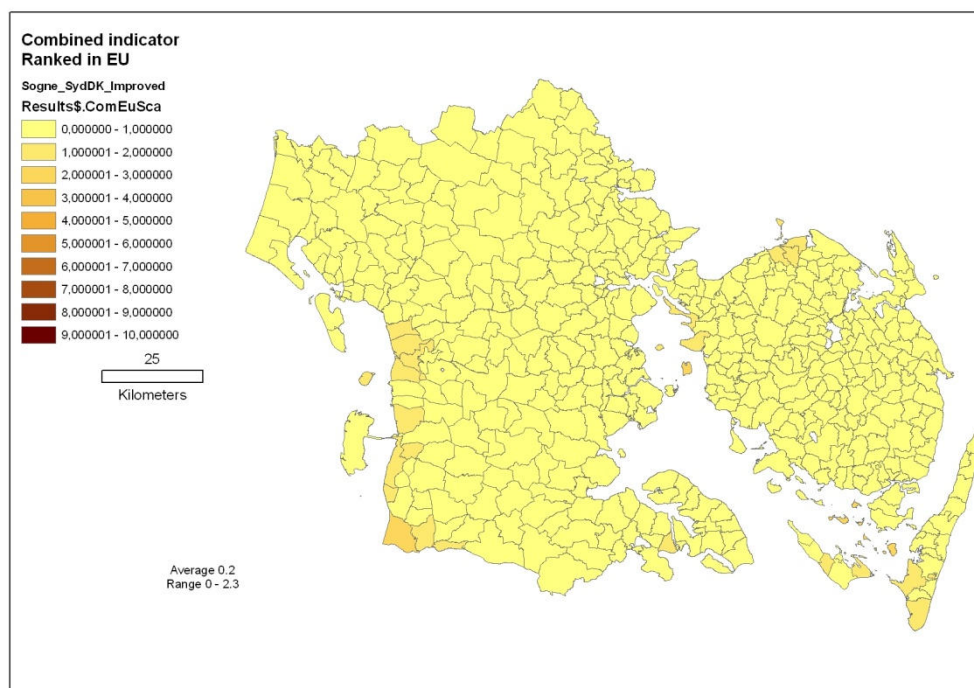 Combined indicator
Ranked in EU
Sogne_SydDK_Improved
Results$.ComEuSca
0,000000 - 1,000000
1,000001 - 2,000000
2,000001 - 3,000000
3,000001 - 4,000000
4,000001 - 5,000000
5,000001 - 6,000000
6,000001 - 7,000000
7,000001 - 8,000000
8,000001 - 9,000000
9,000001 - 10,000000
25
Kilometers
Average 0.2
Range 0 - 2.3